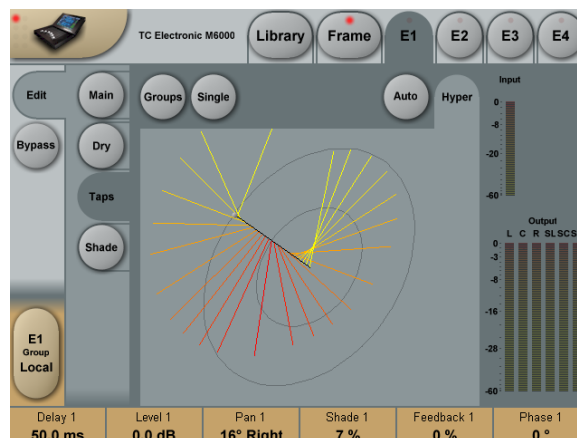 TC Electronic M6000
Library
Frame
E1
E2
E3
E4
Edit
Main
Groups
Single
Auto
Hyper
Input
0
-8
-20
-60
Bypass
Dry
Taps
Shade
Output
L C R SL SC S
0
-3
-8
-16
-28
-60
E1
Group
Local
Delay 1
Level 1
Pan 1
Shade 1
Feedback 1
Phase 1
50.0 ms
0.0 dB
16° Right
7 %
0 %
0 °